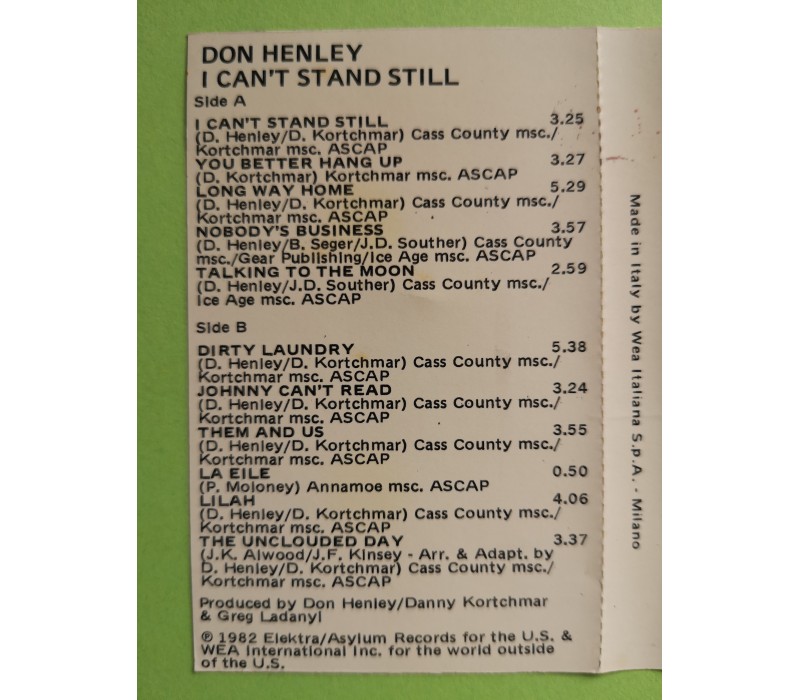 DON HENLEY
I CAN'T STAND STILL
Side A
I CAN'T STAND STILL 3.25
(D. Henley/D. Kortchmar) Cass County msc./
Kortchmar msc. ASCAP
YOU BETTER HANG UP 3.27
(D. Kortchmar) Kortchmar msc. ASCAP
LONG WAY HOME 5.29
(D. Henley/D. Kortchmar) Cass County msc./
Kortchmar msc. ASCAP
NOBODY'S BUSINESS 3.57
(D. Henley/B. Seger/J.D. Souther) Cass County
msc./Gear Publishing/Ice Age msc. ASCAP
TALKING TO THE MOON 2.59
(D. Henley/J.D. Souther) Cass County msc./
Ice Age msc. ASCAP
Side B
DIRTY LAUNDRY 5.38
(D. Henley/D. Kortchmar) Cass County msc./
Kortchmar msc. ASCAP
JOHNNY CAN'T READ 3.24
(D. Henley/D. Kortchmar) Cass County msc./
Kortchmar msc. ASCAP
THEM AND US 3.55
(D. Henley/D. Kortchmar) Cass County msc./
Kortchmar msc. ASCAP
LA EILE 0.50
(P. Moloney) Annamoe msc. ASCAP
LILAH 4.06
(D. Henley/D. Kortchmar) Cass County msc./
Kortchmar msc. ASCAP
THE UNCLOUDED DAY 3.37
(J.K. Alwood/J.F. Kinsey - Arr. & Adapt. by
D. Henley/D. Kortchmar) Cass County msc./
Kortchmar msc. ASCAP
Produced by Don Henley/Danny Kortchmar
& Greg Ladanyi
℗ 1982 Elektra/Asylum Records for the U.S. &
WEA International Inc. for the world outside
of the U.S.
Made in Italy by Wea Italiana S.p.A. - Milano